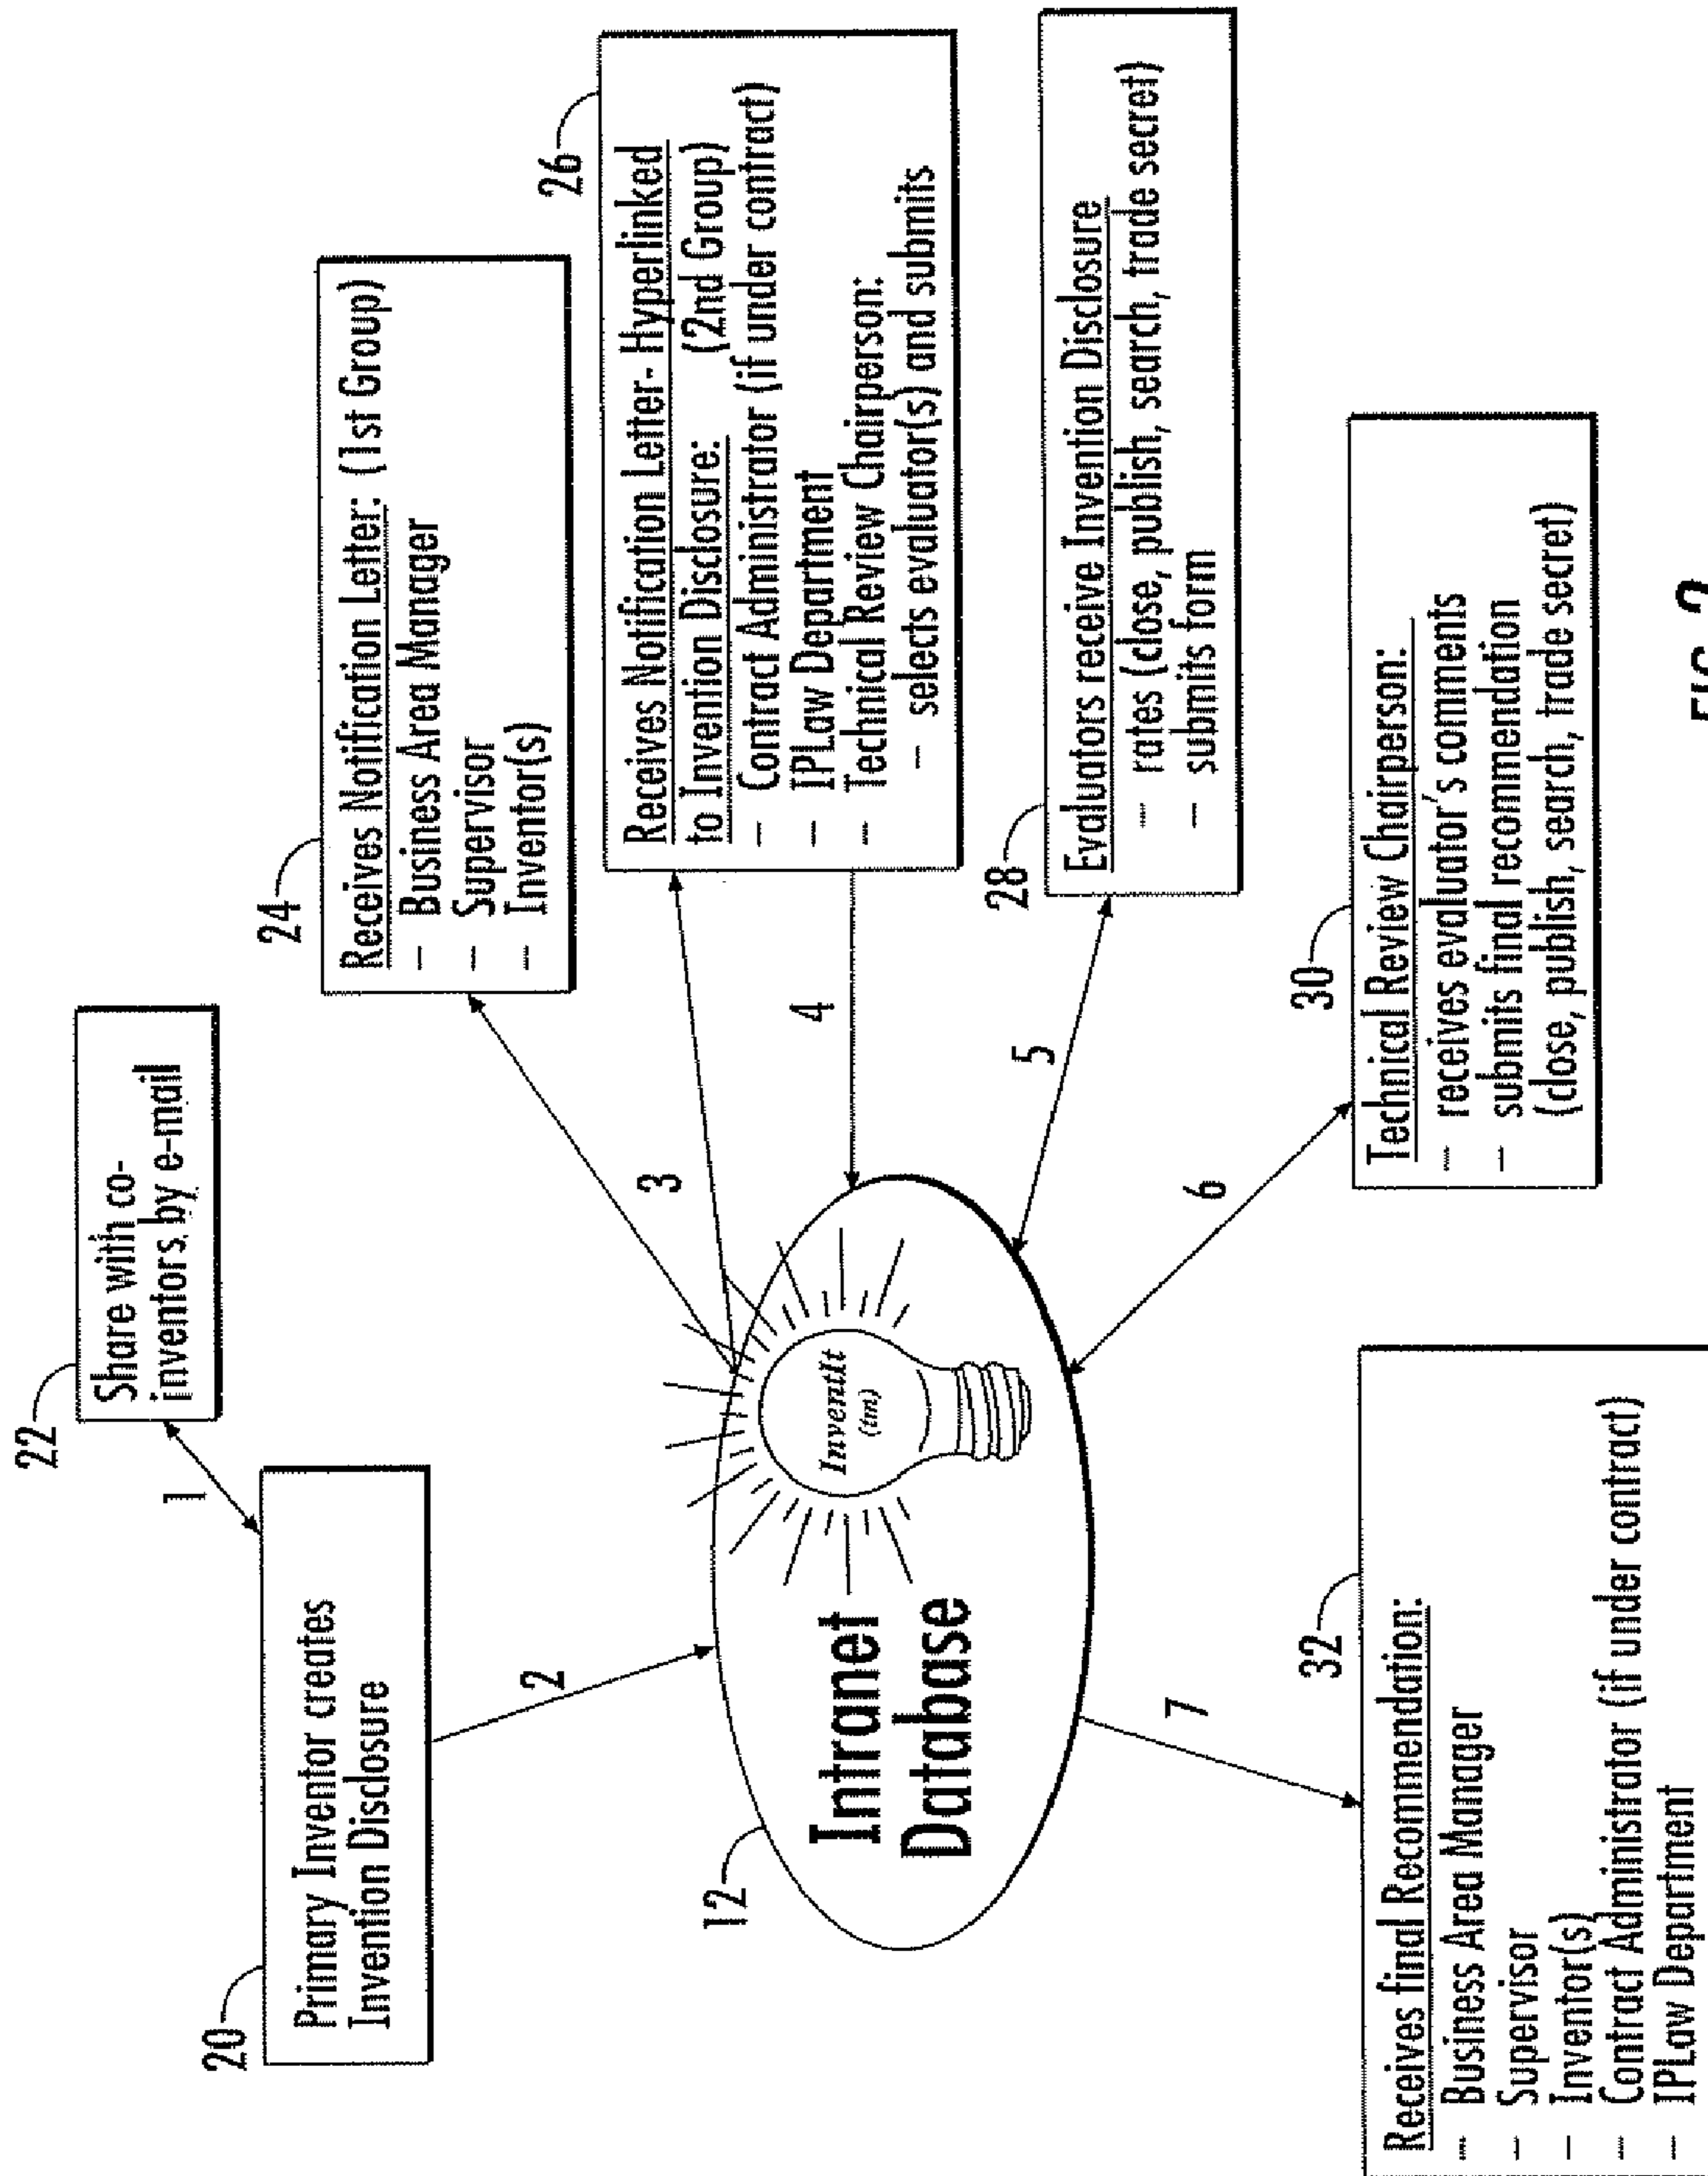 22
Share with co-
inventors by e-mail
1
20
Primary Inventor creates
Invention Disclosure
2
24
Receives Notification Letter: (1st Group)
– Business Area Manager
– Supervisor
– Inventor(s)
3
26
Receives Notification Letter- Hyperlinked
to Invention Disclosure: (2nd Group)
– Contract Administrator (if under contract)
– IPLaw Department
– Technical Review Chairperson:
– selects evaluator(s) and submits
4
12
Intranet
Database
InventIt
(tm)
5
28
Evaluators receive Invention Disclosure
– rates (close, publish, search, trade secret)
– submits form
6
30
Technical Review Chairperson:
– receives evaluator's comments
– submits final recommendation
(close, publish, search, trade secret)
7
32
Receives final Recommendation:
– Business Area Manager
– Supervisor
– Inventor(s)
– Contract Administrator (if under contract)
– IPLaw Department